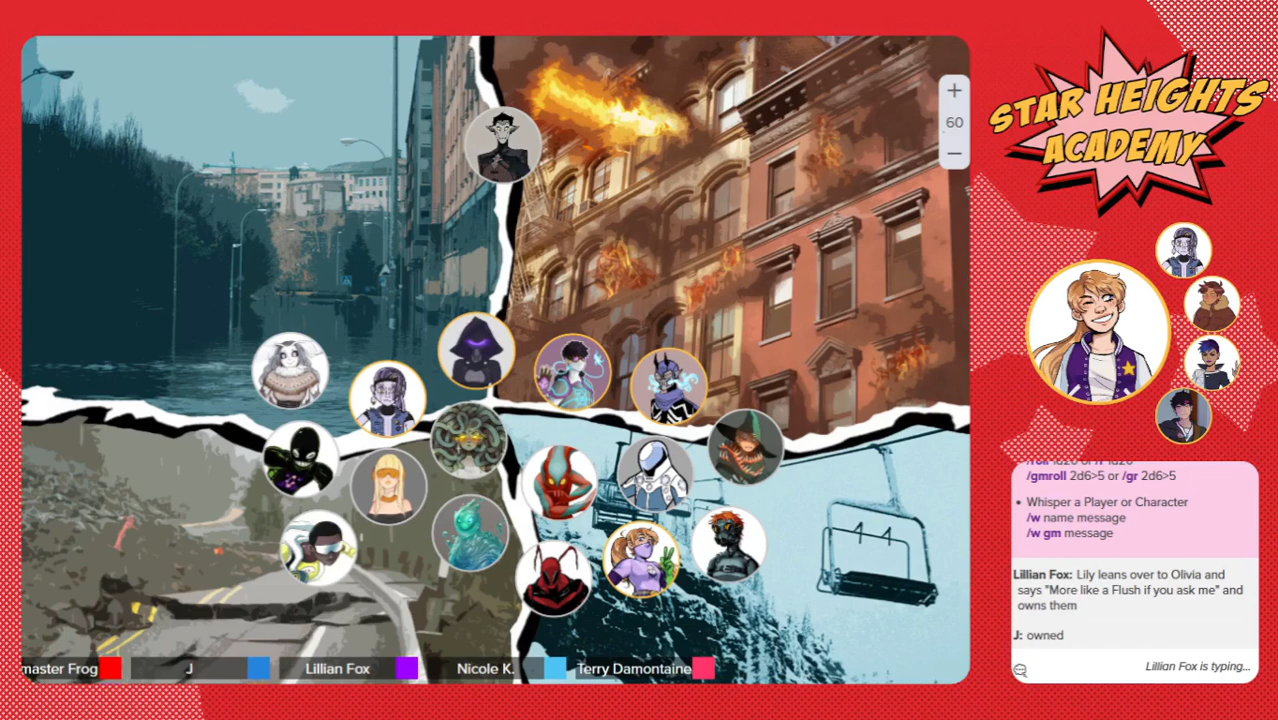 +
60
−
STAR HEIGHTS
ACADEMY
/gmroll 2d6>5 or /gr 2d6>5
• Whisper a Player or Character
/w name message
/w gm message
Lillian Fox: Lily leans over to Olivia and
says "More like a Flush if you ask me" and
owns them
J: owned
Lillian Fox is typing...
master Frog
J
Lillian Fox
Nicole K.
Terry Damontaine